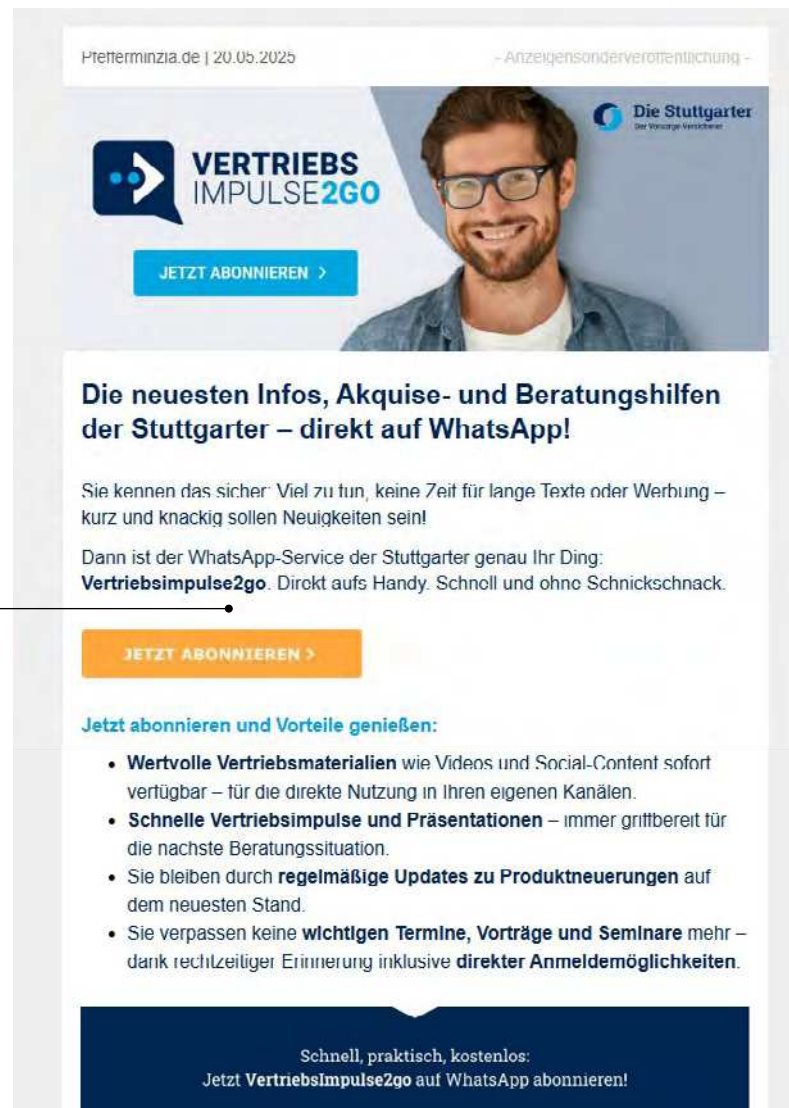 Pfefferminzia.de | 20.05.2025
- Anzeigensonderveröffentlichung -
Die Stuttgarter
Der Vorsorge-Versicherer
VERTRIEBS
IMPULSE2GO
JETZT ABONNIEREN >
Die neuesten Infos, Akquise- und Beratungshilfen
der Stuttgarter – direkt auf WhatsApp!
Sie kennen das sicher: Viel zu tun, keine Zeit für lange Texte oder Werbung –
kurz und knackig sollen Neuigkeiten sein!
Dann ist der WhatsApp-Service der Stuttgarter genau Ihr Ding:
Vertriebsimpulse2go. Direkt aufs Handy. Schnell und ohne Schnickschnack.
JETZT ABONNIEREN >
Jetzt abonnieren und Vorteile genießen:
• Wertvolle Vertriebsmaterialien wie Videos und Social-Content sofort
verfügbar – für die direkte Nutzung in Ihren eigenen Kanälen.
• Schnelle Vertriebsimpulse und Präsentationen – immer griffbereit für
die nächste Beratungssituation.
• Sie bleiben durch regelmäßige Updates zu Produktneuerungen auf
dem neuesten Stand.
• Sie verpassen keine wichtigen Termine, Vorträge und Seminare mehr –
dank rechtzeitiger Erinnerung inklusive direkter Anmeldemöglichkeiten.
Schnell, praktisch, kostenlos:
Jetzt VertriebsImpulse2go auf WhatsApp abonnieren!